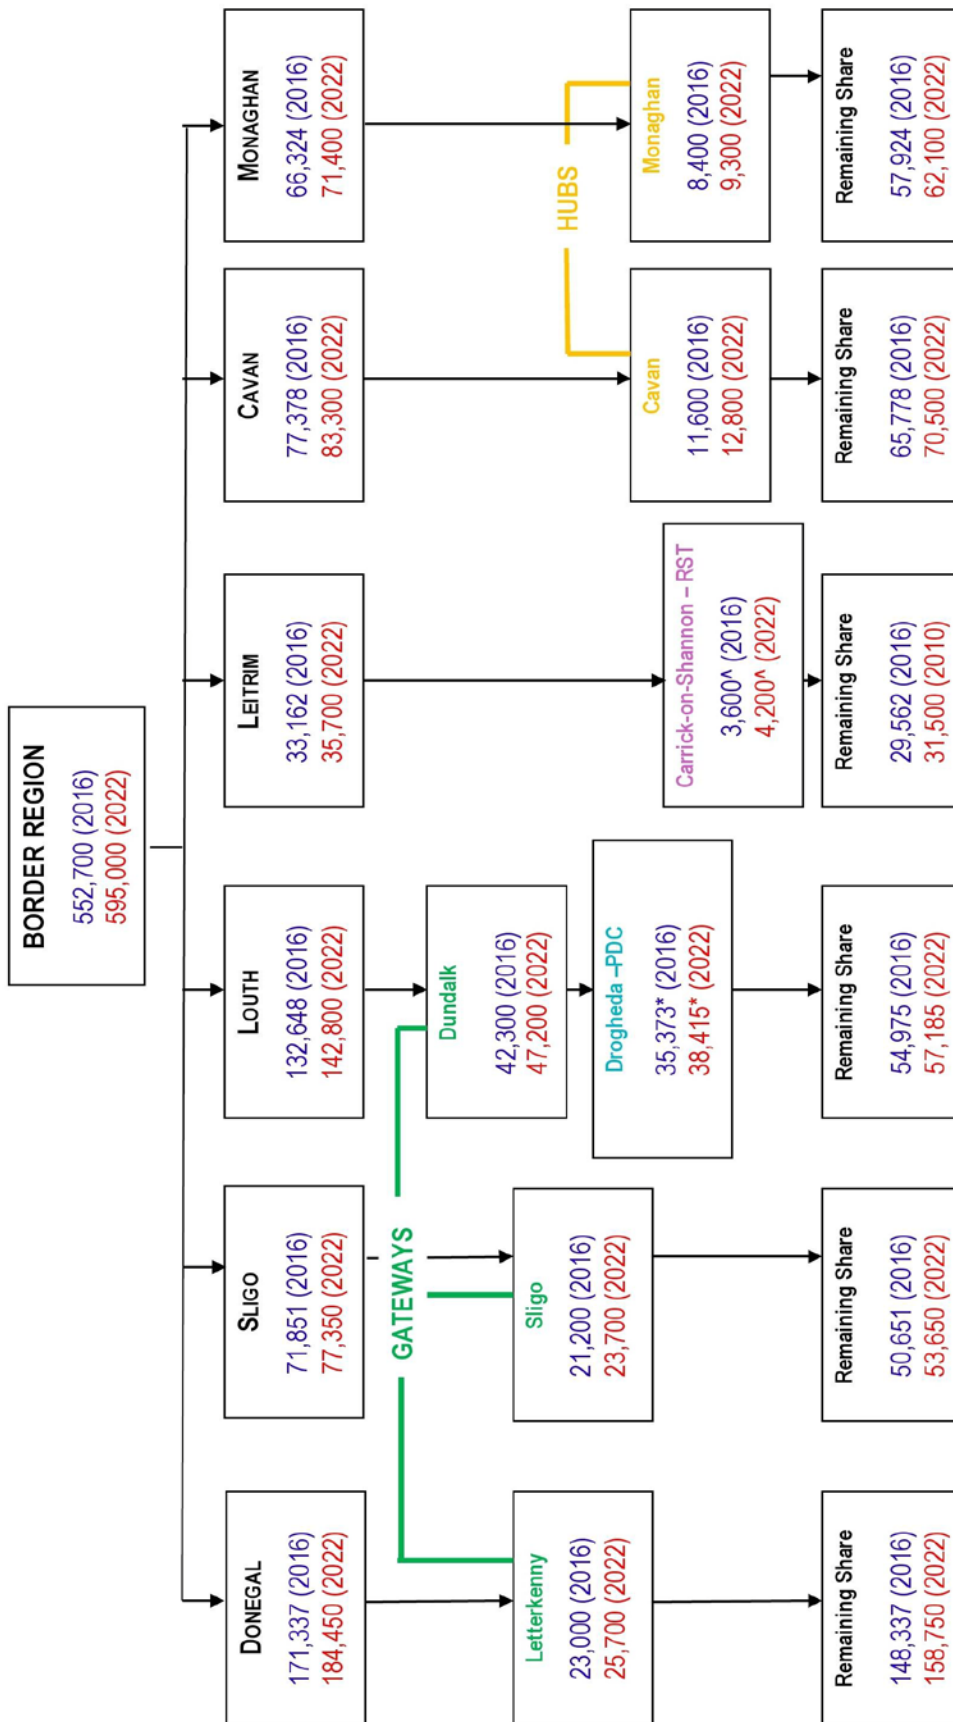 BORDER REGION
552,700 (2016)
595,000 (2022)
DONEGAL
171,337 (2016)
184,450 (2022)
SLIGO
71,851 (2016)
77,350 (2022)
LOUTH
132,648 (2016)
142,800 (2022)
LEITRIM
33,162 (2016)
35,700 (2022)
CAVAN
77,378 (2016)
83,300 (2022)
MONAGHAN
66,324 (2016)
71,400 (2022)
GATEWAYS
HUBS
Letterkenny
23,000 (2016)
25,700 (2022)
Sligo
21,200 (2016)
23,700 (2022)
Dundalk
42,300 (2016)
47,200 (2022)
Drogheda –PDC
35,373* (2016)
38,415* (2022)
Carrick-on-Shannon – RST
3,600^ (2016)
4,200^ (2022)
Cavan
11,600 (2016)
12,800 (2022)
Monaghan
8,400 (2016)
9,300 (2022)
Remaining Share
148,337 (2016)
158,750 (2022)
Remaining Share
50,651 (2016)
53,650 (2022)
Remaining Share
54,975 (2016)
57,185 (2022)
Remaining Share
29,562 (2016)
31,500 (2010)
Remaining Share
65,778 (2016)
70,500 (2022)
Remaining Share
57,924 (2016)
62,100 (2022)